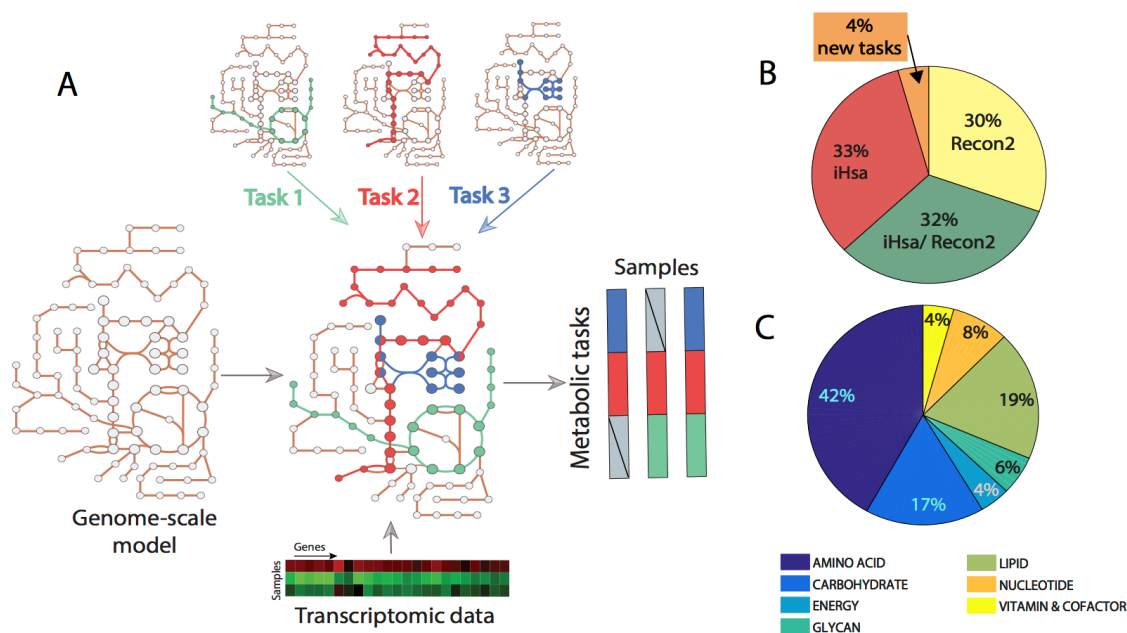 A
Task 1
Task 2
Task 3
Genome-scale
model
Samples
Genes
Transcriptomic data
Samples
Metabolic tasks
B
4%
new tasks
30%
Recon2
33%
iHsa
32%
iHsa/ Recon2
C
4%
8%
19%
6%
4%
17%
42%
AMINO ACID
CARBOHYDRATE
ENERGY
GLYCAN
LIPID
NUCLEOTIDE
VITAMIN & COFACTOR